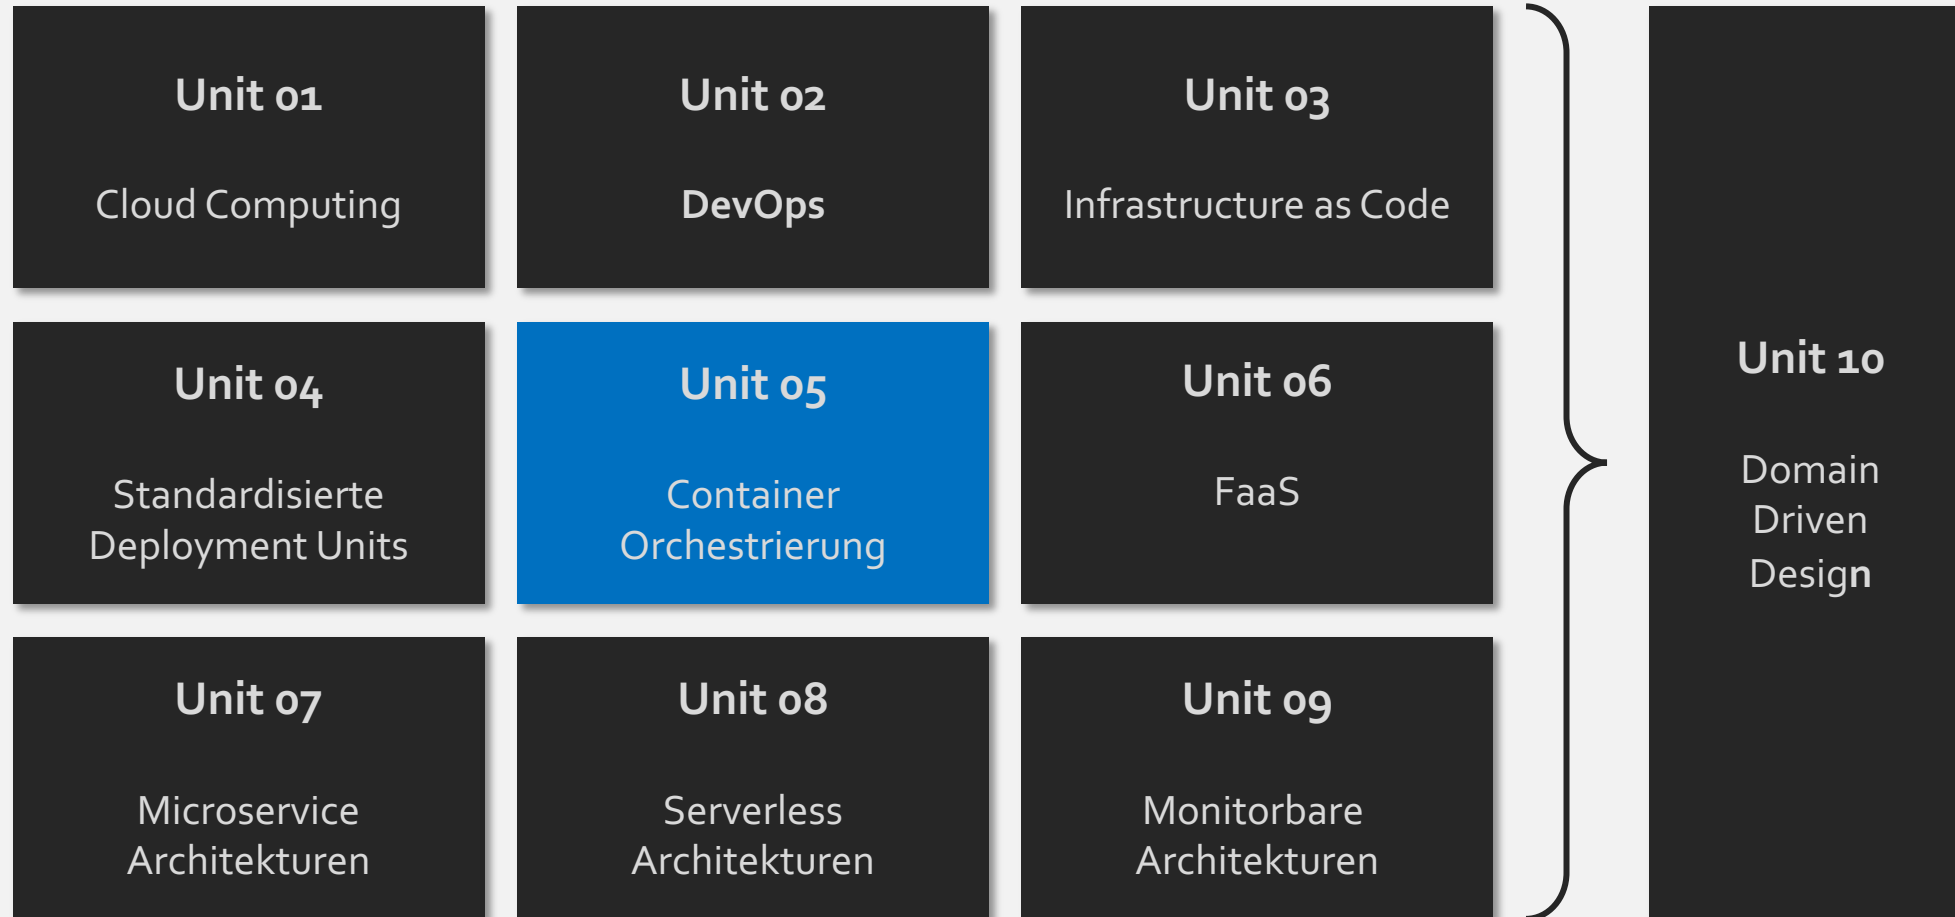 Unit 01
Cloud Computing
Unit 02
DevOps
Unit 03
Infrastructure as Code
Unit 04
Standardisierte
Deployment Units
Unit 05
Container
Orchestrierung
Unit 06
FaaS
Unit 07
Microservice
Architekturen
Unit 08
Serverless
Architekturen
Unit 09
Monitorbare
Architekturen
Unit 10
Domain
Driven
Design